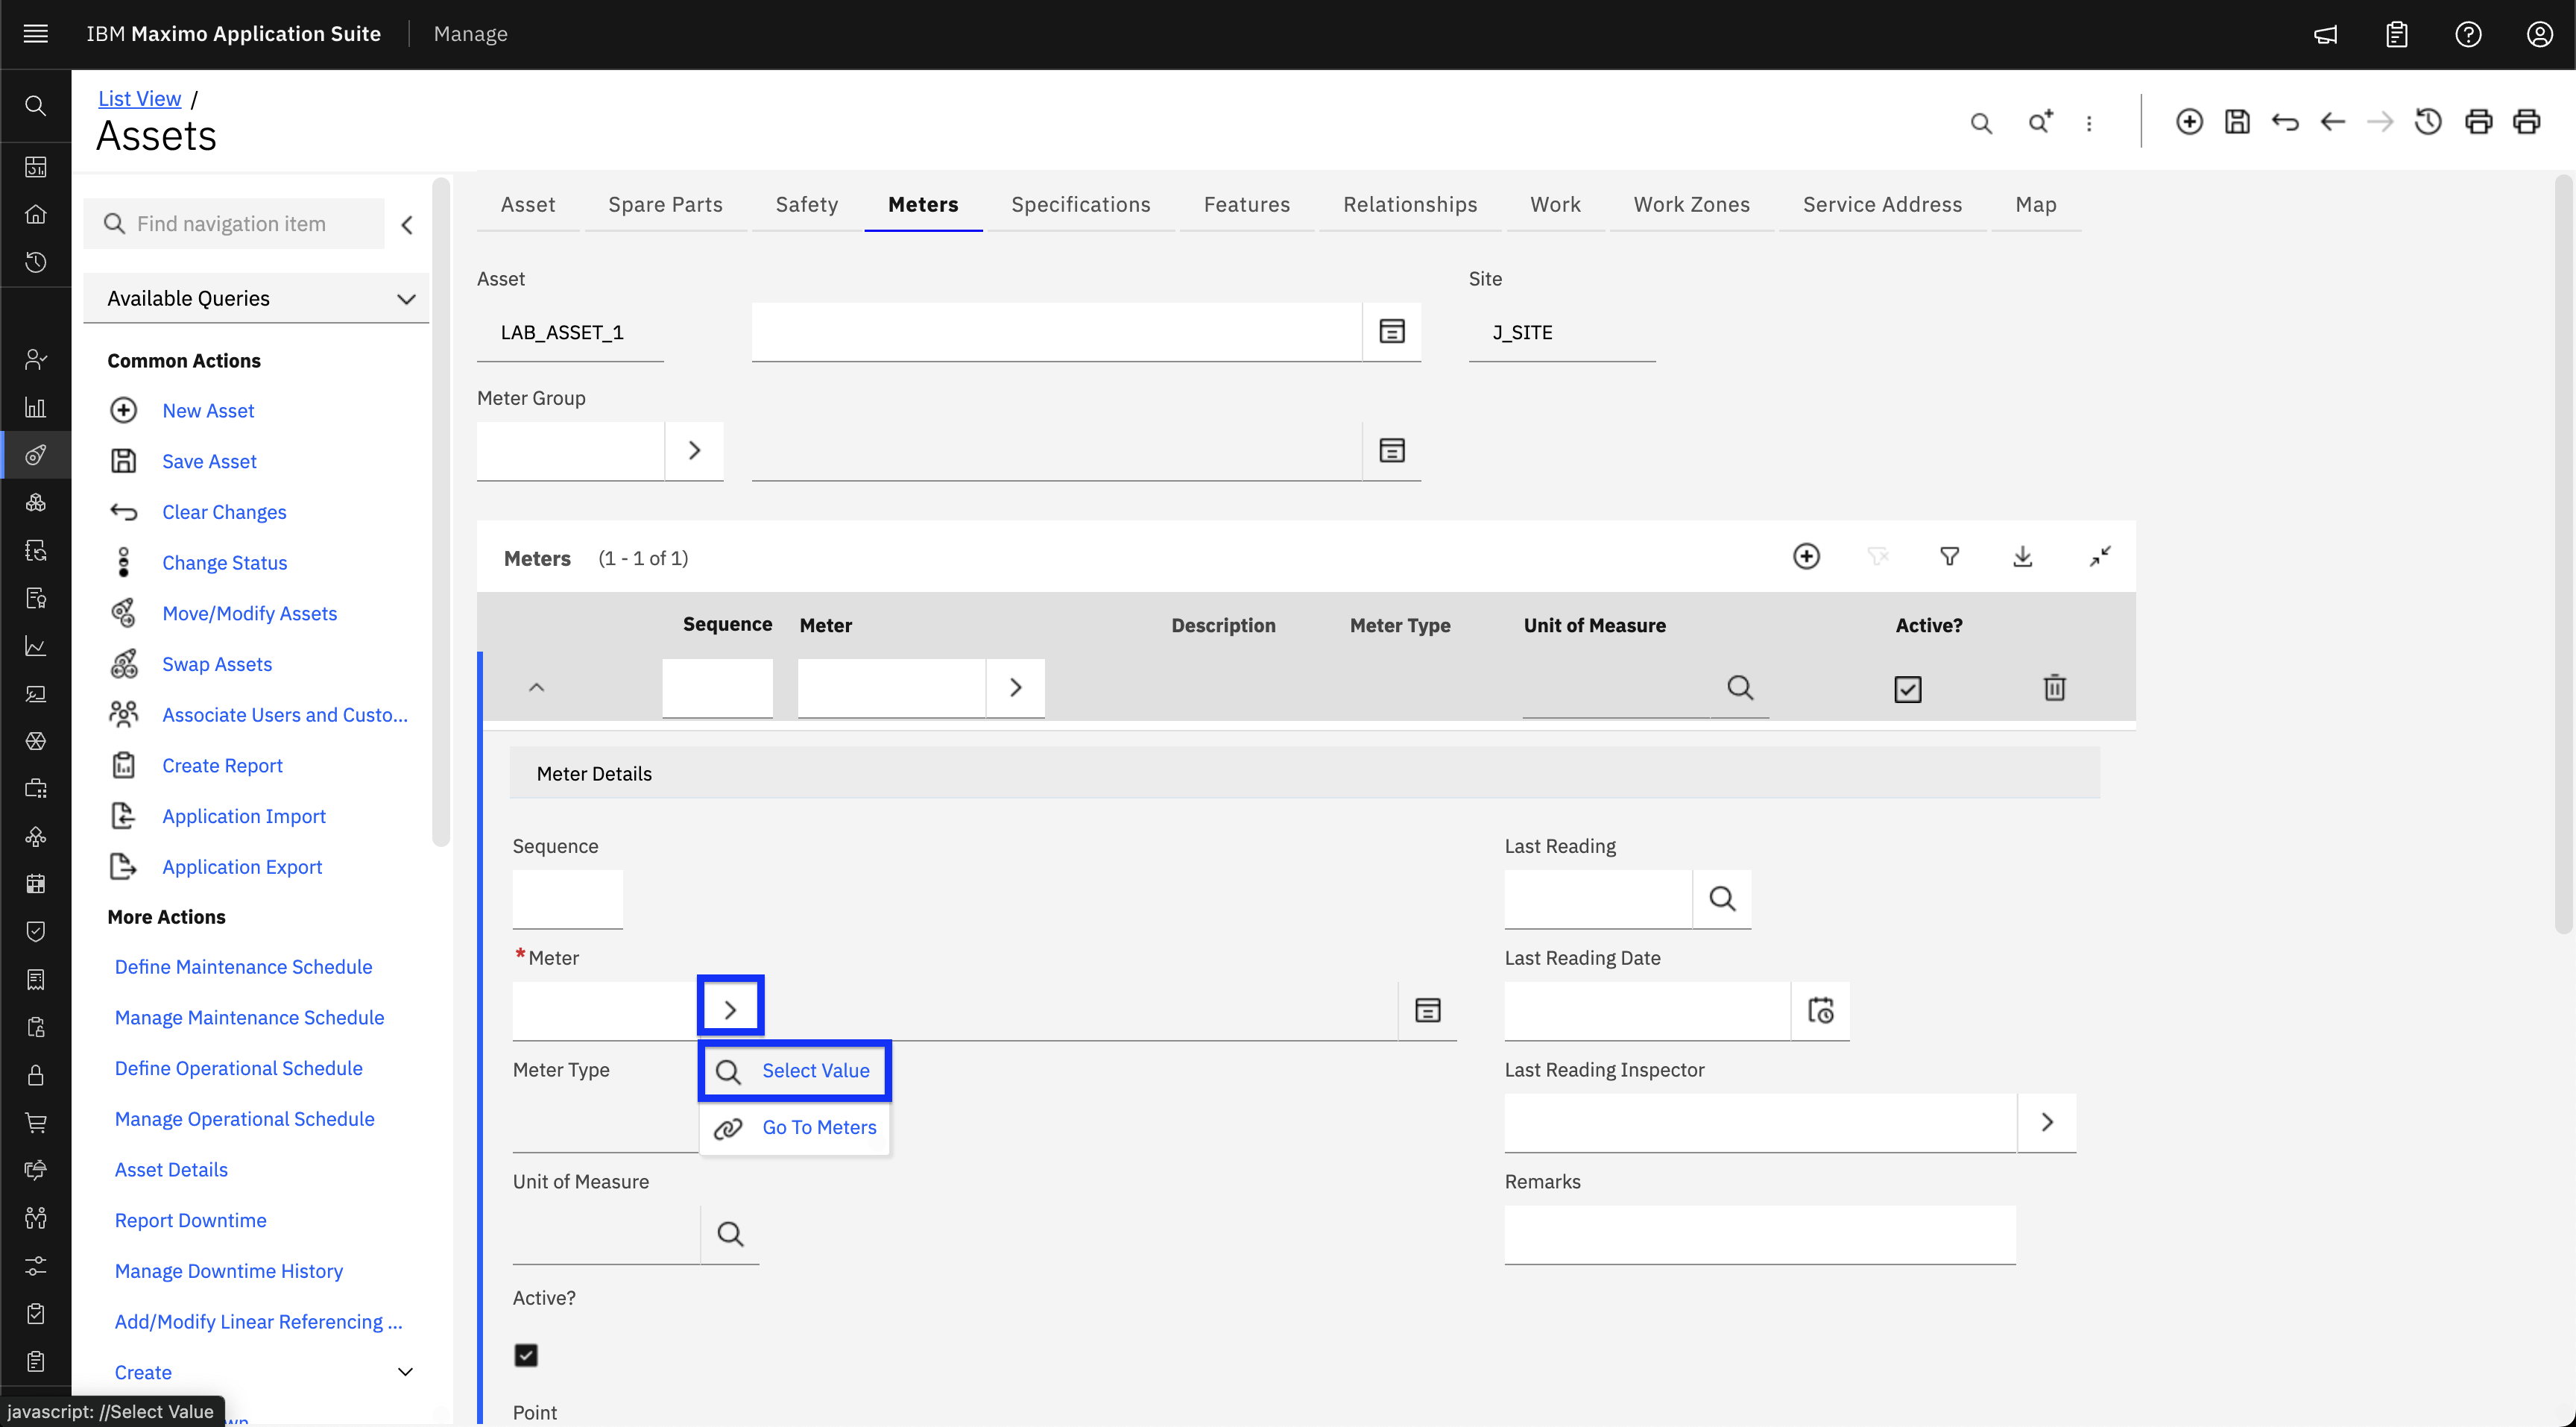 IBM Maximo Application Suite Manage
List View /
Assets
Find navigation item
Available Queries
Common Actions
New Asset
Save Asset
Clear Changes
Change Status
Move/Modify Assets
Swap Assets
Associate Users and Custo...
Create Report
Application Import
Application Export
More Actions
Define Maintenance Schedule
Manage Maintenance Schedule
Define Operational Schedule
Manage Operational Schedule
Asset Details
Report Downtime
Manage Downtime History
Add/Modify Linear Referencing ...
Create
javascript: //Select Value
Asset Spare Parts Safety Meters Specifications Features Relationships Work Work Zones Service Address Map
Asset Site
LAB_ASSET_1 J_SITE
Meter Group
Meters (1 - 1 of 1)
Sequence Meter Description Meter Type Unit of Measure Active?
Meter Details
Sequence Last Reading
*Meter Last Reading Date
Meter Type Select Value Last Reading Inspector
Go To Meters
Unit of Measure Remarks
Active?
Point